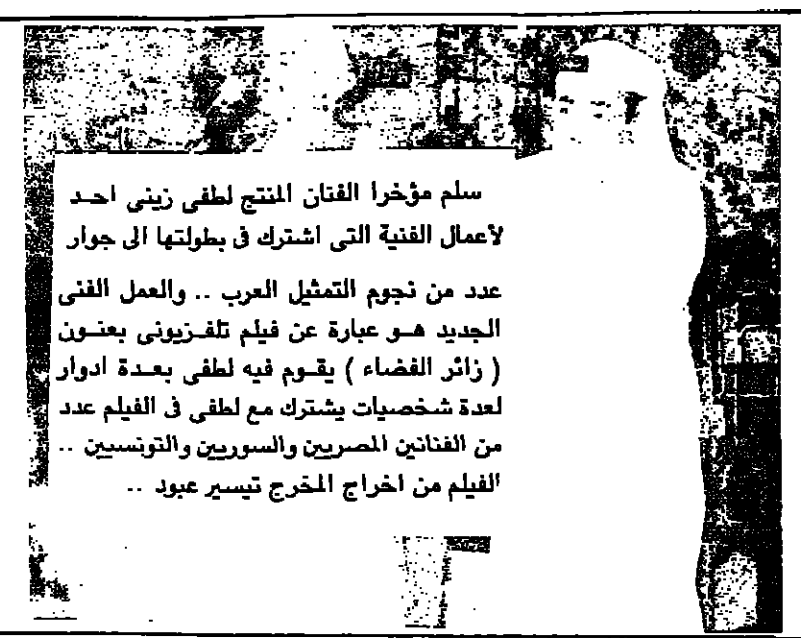 سلم مؤخرا الفنان المنتج لطفى زينى احد
لأعمال الفنية التى اشترك فى بطولتها الى جوار
عدد من نجوم التمثيل العرب .. والعمل الفنى
الجديد هو عبارة عن فيلم تلفزيونى بعنون
( زائر الفضاء ) يقوم فيه لطفى بعدة ادوار
لعدة شخصيات يشترك مع لطفى فى الفيلم عدد
من الفنانين المصريين والسوريين والتونسيين ..
الفيلم من اخراج المخرج تيسير عبود ..